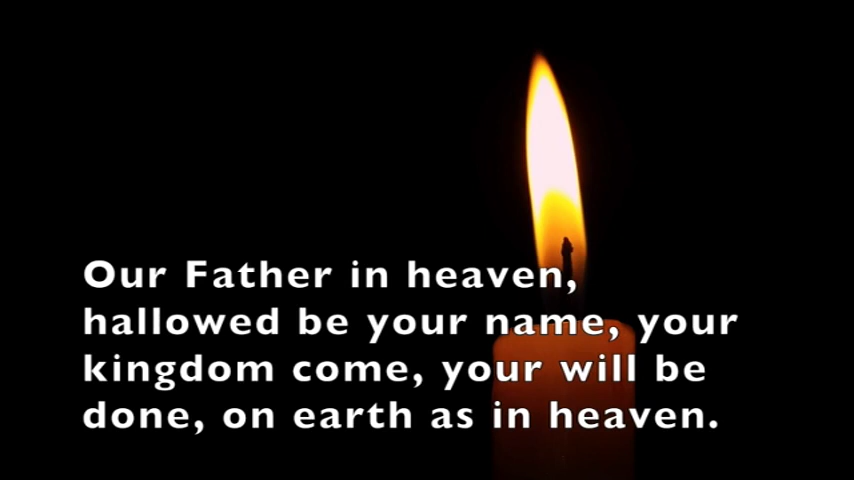 Our Father in heaven,
hallowed be your name, your
kingdom come, your will be
done, on earth as in heaven.